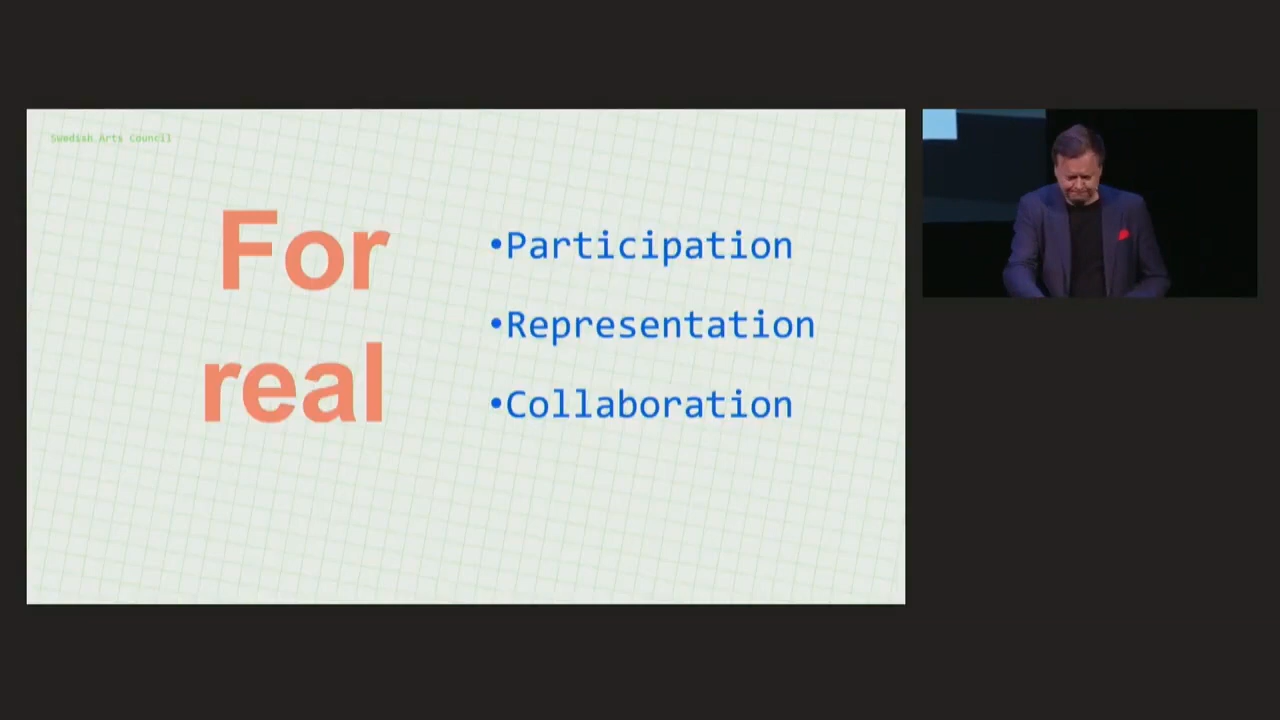 Swedish Arts Council
For
real
•Participation
•Representation
•Collaboration